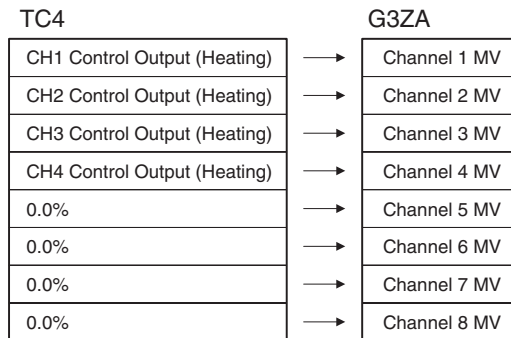 TC4 G3ZA
CH1 Control Output (Heating) Channel 1 MV
CH2 Control Output (Heating) Channel 2 MV
CH3 Control Output (Heating) Channel 3 MV
CH4 Control Output (Heating) Channel 4 MV
0.0% Channel 5 MV
0.0% Channel 6 MV
0.0% Channel 7 MV
0.0% Channel 8 MV